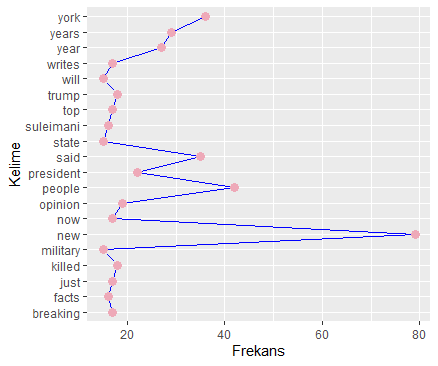 york
years
year
writes
will
trump
top
suleimani
state
said
president
people
opinion
now
new
military
killed
just
facts
breaking
Kelime
20 40 60 80
Frekans